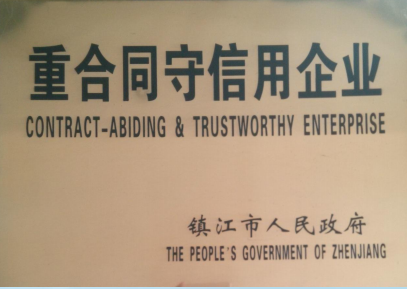 重合同守信用企业
CONTRACT-ABIDING & TRUSTWORTHY ENTERPRISE
镇江市人民政府
THE PEOPLE'S GOVERNMENT OF ZHENJIANG